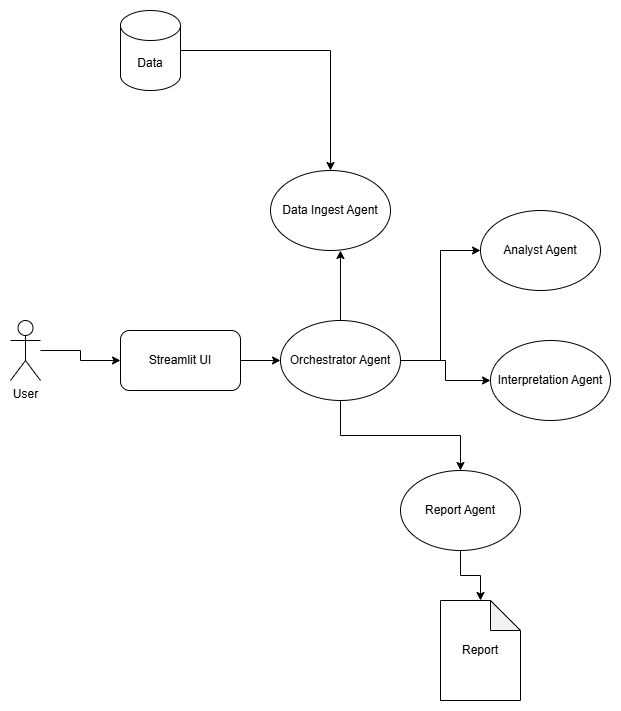 Data
Data Ingest Agent
Analyst Agent
Streamlit UI
Orchestrator Agent
Interpretation Agent
User
Report Agent
Report